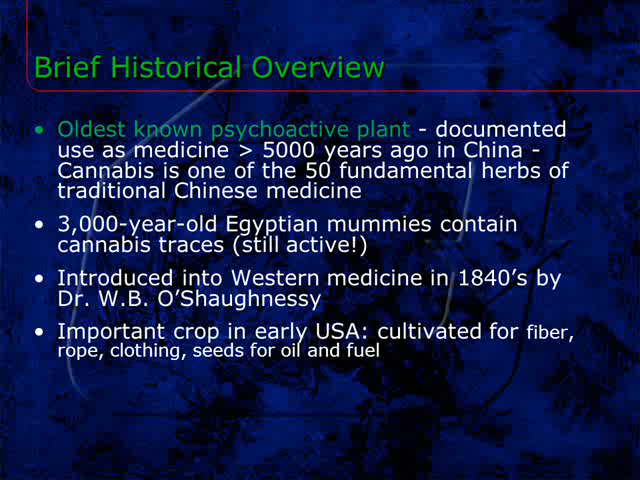 Brief Historical Overview
• Oldest known psychoactive plant - documented
use as medicine > 5000 years ago in China -
Cannabis is one of the 50 fundamental herbs of
traditional Chinese medicine
• 3,000-year-old Egyptian mummies contain
cannabis traces (still active!)
• Introduced into Western medicine in 1840’s by
Dr. W.B. O’Shaughnessy
• Important crop in early USA: cultivated for fiber,
rope, clothing, seeds for oil and fuel